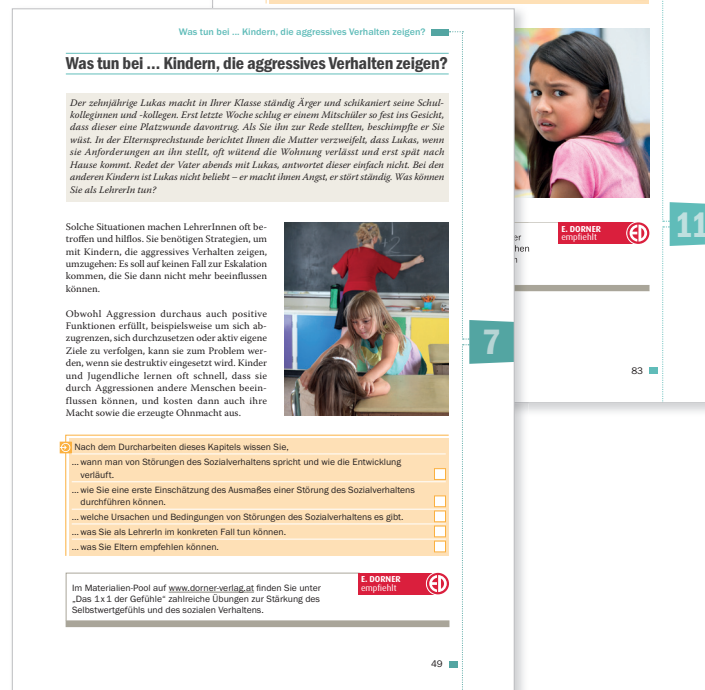 Was tun bei ... Kindern, die aggressives Verhalten zeigen?
Was tun bei ... Kindern, die aggressives Verhalten zeigen?
Der zehnjährige Lukas macht in Ihrer Klasse ständig Ärger und schikaniert seine Schul-
kolleginnen und -kollegen. Erst letzte Woche schlug er einem Mitschüler so fest ins Gesicht,
dass dieser eine Platzwunde davontrug. Als Sie ihn zur Rede stellten, beschimpfte er Sie
wüst. In der Elternsprechstunde berichtet Ihnen die Mutter verzweifelt, dass Lukas, wenn
sie Anforderungen an ihn stellt, oft wütend die Wohnung verlässt und erst spät nach
Hause kommt. Redet der Vater abends mit Lukas, antwortet dieser einfach nicht. Bei den
anderen Kindern ist Lukas nicht beliebt – er macht ihnen Angst, er stört ständig. Was können
Sie als LehrerIn tun?
Solche Situationen machen LehrerInnen oft be-
troffen und hilflos. Sie benötigen Strategien, um
mit Kindern, die aggressives Verhalten zeigen,
umzugehen: Es soll auf keinen Fall zur Eskalation
kommen, die Sie dann nicht mehr beeinflussen
können.
Obwohl Aggression durchaus auch positive
Funktionen erfüllt, beispielsweise um sich ab-
zugrenzen, sich durchzusetzen oder aktiv eigene
Ziele zu verfolgen, kann sie zum Problem wer-
den, wenn sie destruktiv eingesetzt wird. Kinder
und Jugendliche lernen oft schnell, dass sie
durch Aggressionen andere Menschen beein-
flussen können, und kosten dann auch ihre
Macht sowie die erzeugte Ohnmacht aus.
7
Nach dem Durcharbeiten dieses Kapitels wissen Sie,
... wann man von Störungen des Sozialverhaltens spricht und wie die Entwicklung
verläuft.
... wie Sie eine erste Einschätzung des Ausmaßes einer Störung des Sozialverhaltens
durchführen können.
... welche Ursachen und Bedingungen von Störungen des Sozialverhaltens es gibt.
... was Sie als LehrerIn im konkreten Fall tun können.
... was Sie Eltern empfehlen können.
Im Materialien-Pool auf www.dorner-verlag.at finden Sie unter
„Das 1x1 der Gefühle“ zahlreiche Übungen zur Stärkung des
Selbstwertgefühls und des sozialen Verhaltens.
E. DORNER
empfiehlt
ED
49
E. DORNER
empfiehlt
ED
11
83